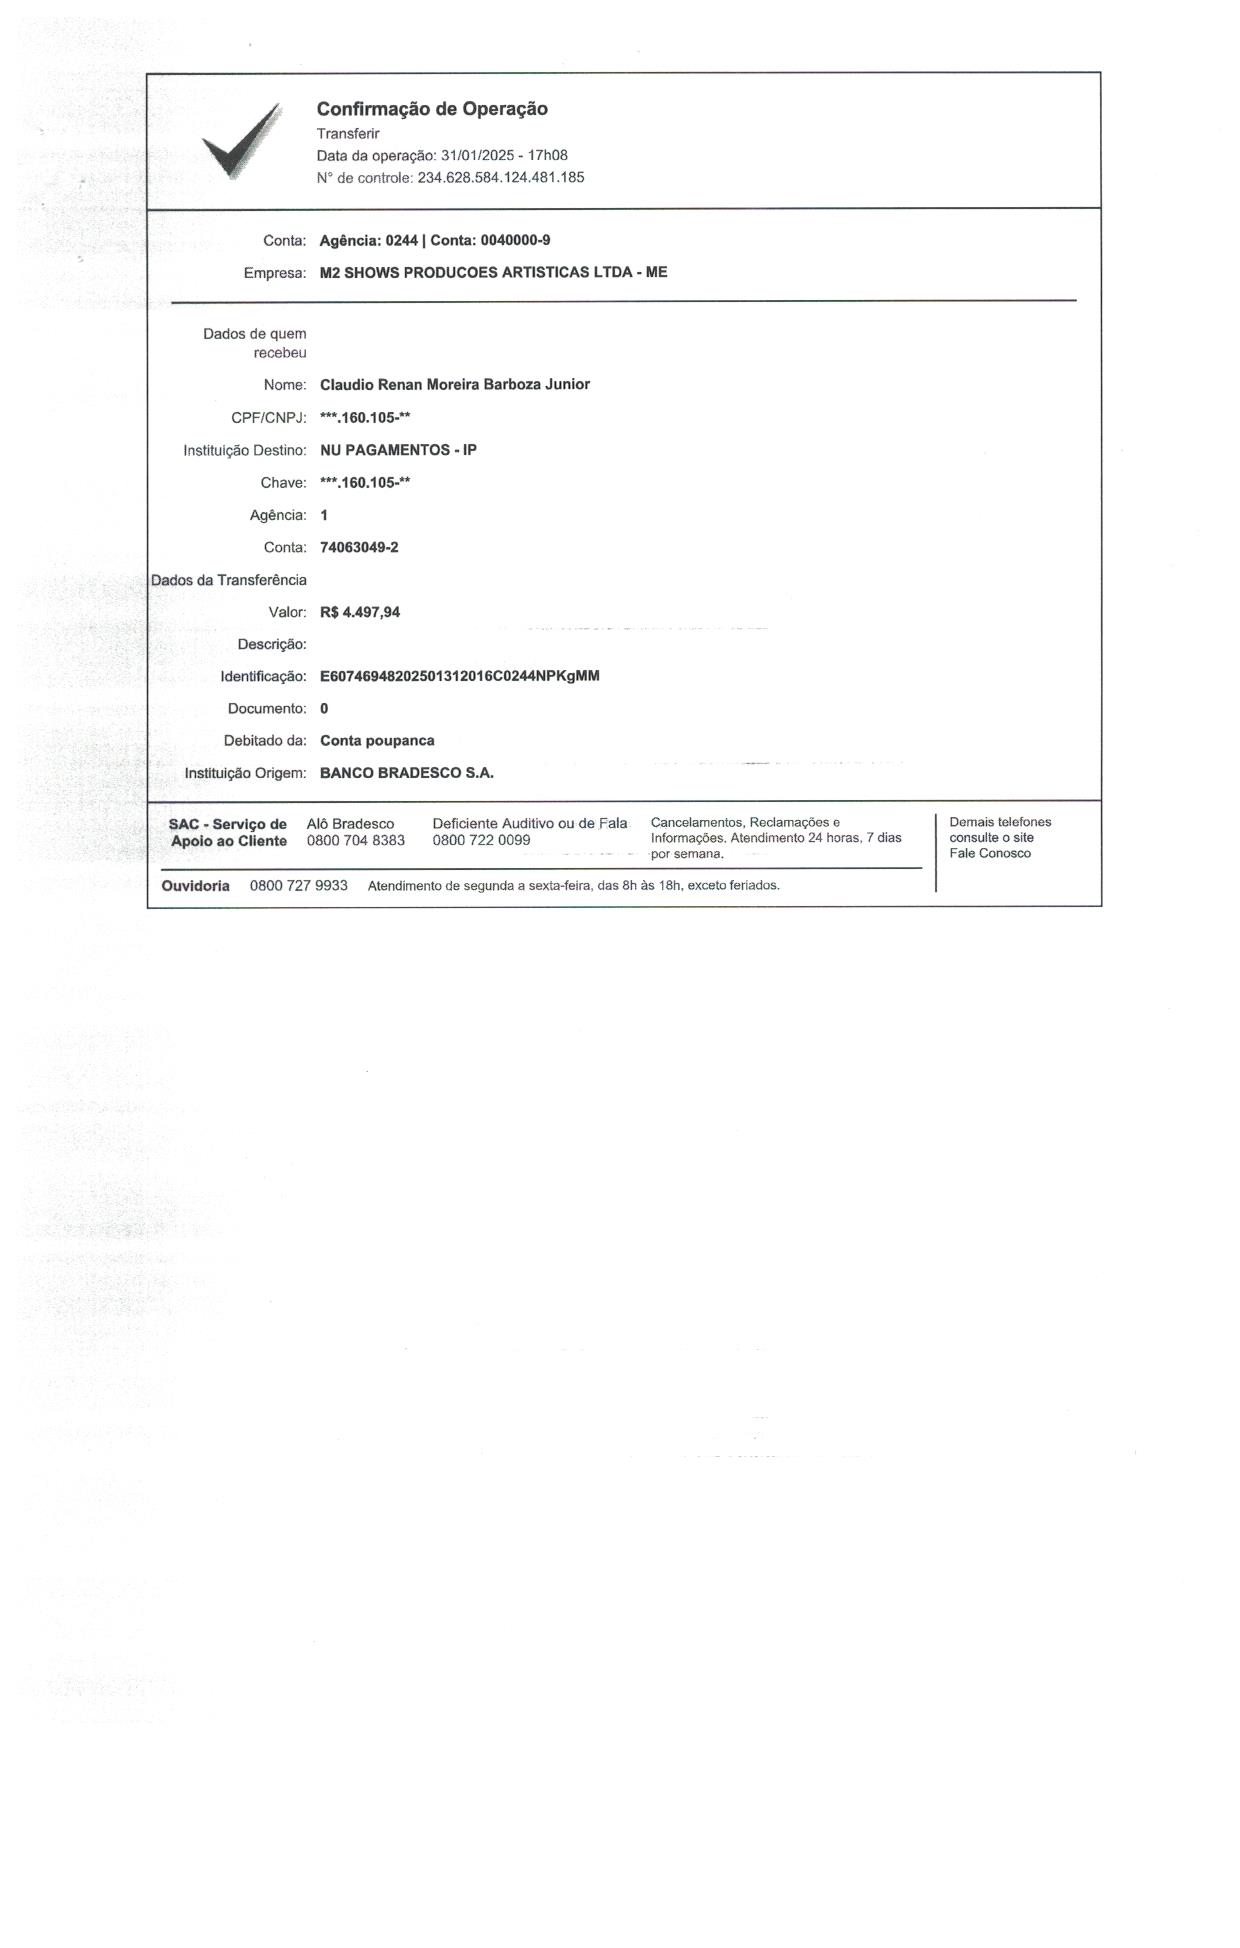 Confirmação de Operação
Transferir
Data da operação: 31/01/2025 - 17h08
N° de controle: 234.628.584.124.481.185
Conta: Agência: 0244 | Conta: 0040000-9
Empresa: M2 SHOWS PRODUCOES ARTISTICAS LTDA - ME
Dados de quem
recebeu
Nome: Claudio Renan Moreira Barboza Junior
CPF/CNPJ: ***.160.105-**
Instituição Destino: NU PAGAMENTOS - IP
Chave: ***.160.105-**
Agência: 1
Conta: 74063049-2
Dados da Transferência
Valor: R$ 4.497,94
Descrição:
Identificação: E60746948202501312016C0244NPKgMM
Documento: 0
Debitado da: Conta poupanca
Instituição Origem: BANCO BRADESCO S.A.
SAC - Serviço de
Apoio ao Cliente
Alô Bradesco
0800 704 8383
Deficiente Auditivo ou de Fala
0800 722 0099
Cancelamentos, Reclamações e
Informações. Atendimento 24 horas, 7 dias
por semana.
Demais telefones
consulte o site
Fale Conosco
Ouvidoria 0800 727 9933 Atendimento de segunda a sexta-feira, das 8h às 18h, exceto feriados.